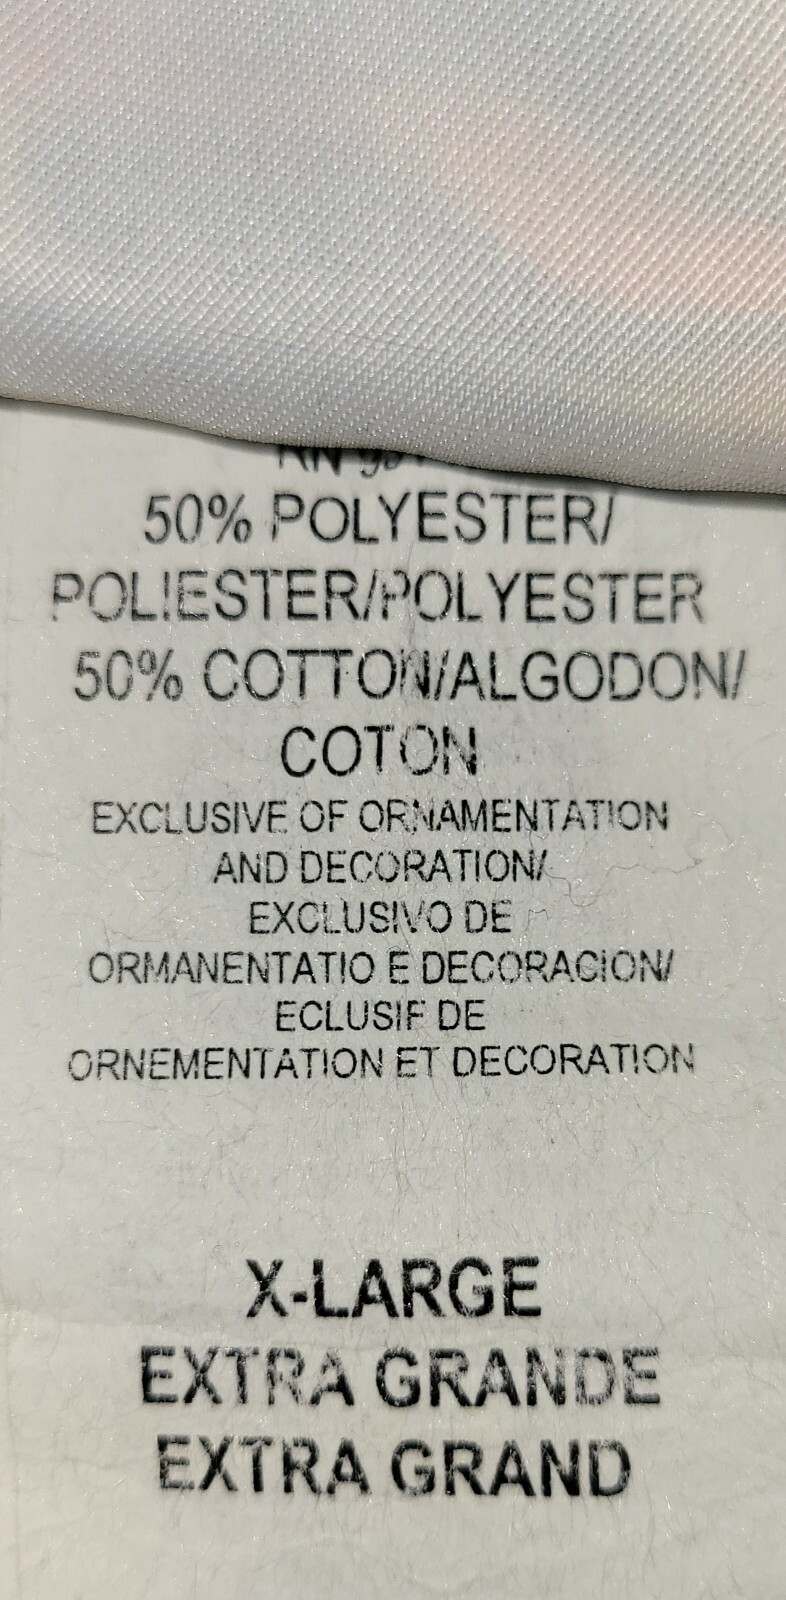 RN
50% POLYESTER/
POLIESTER/POLYESTER
50% COTTON/ALGODON/
COTON
EXCLUSIVE OF ORNAMENTATION
AND DECORATION/
EXCLUSIVO DE
ORMANENTATIO E DECORACION/
ECLUSIF DE
ORNEMENTATION ET DECORATION
X-LARGE
EXTRA GRANDE
EXTRA GRAND